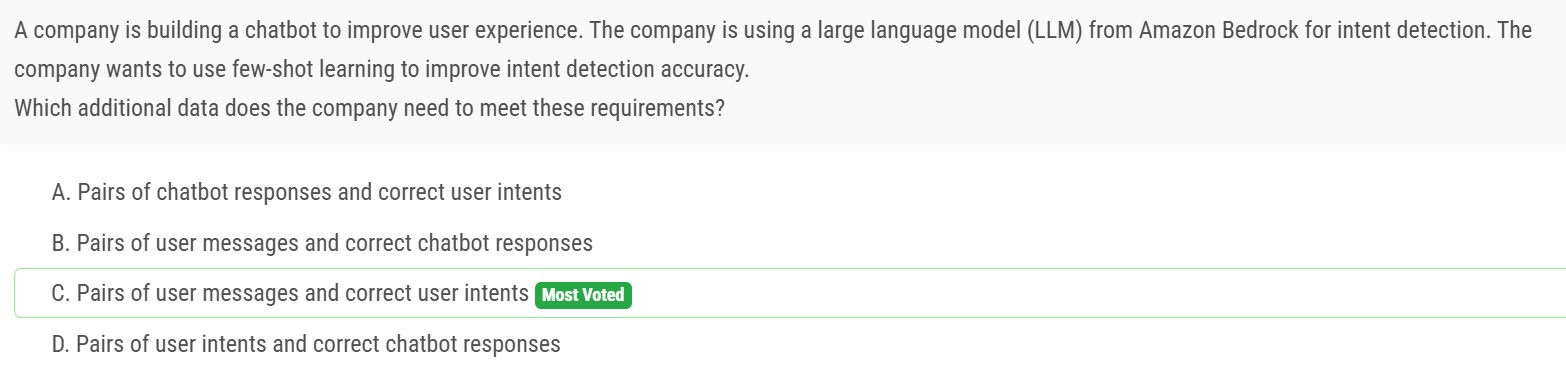 A company is building a chatbot to improve user experience. The company is using a large language model (LLM) from Amazon Bedrock for intent detection. The
company wants to use few-shot learning to improve intent detection accuracy.
Which additional data does the company need to meet these requirements?
A. Pairs of chatbot responses and correct user intents
B. Pairs of user messages and correct chatbot responses
C. Pairs of user messages and correct user intents Most Voted
D. Pairs of user intents and correct chatbot responses